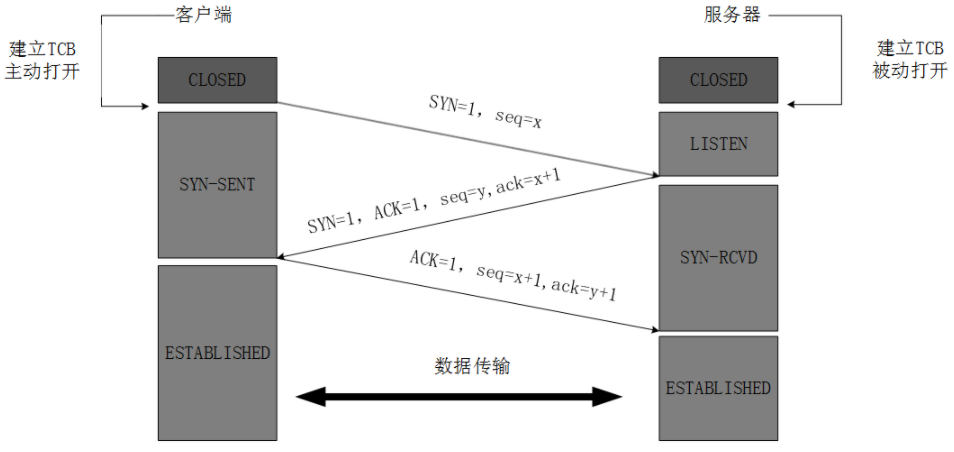 客户端
服务器
建立TCB
主动打开
建立TCB
被动打开
CLOSED
CLOSED
SYN=1, seq=x
LISTEN
SYN-SENT
SYN=1, ACK=1, seq=y,ack=x+1
SYN-RCVD
ACK=1, seq=x+1,ack=y+1
ESTABLISHED
数据传输
ESTABLISHED